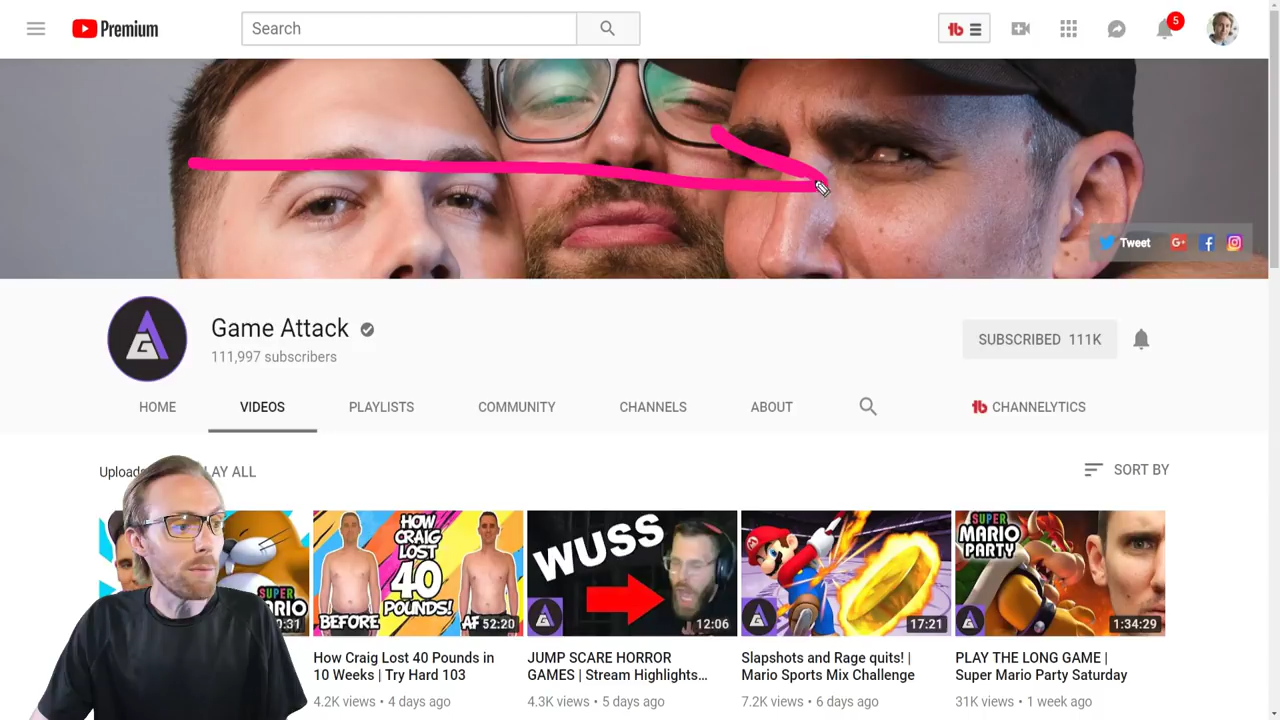 Premium
Search
tb
5
Tweet
G+
Game Attack
111,997 subscribers
SUBSCRIBED 111K
HOME
VIDEOS
PLAYLISTS
COMMUNITY
CHANNELS
ABOUT
tb CHANNELYTICS
Uploads
LAY ALL
SORT BY
SUPER
HOW
CRAIG
LOST
40
POUNDS!
BEFORE
AF
52:20
WUSS
12:06
17:21
SUPER
MARIO
PARTY
1:34:29
How Craig Lost 40 Pounds in
10 Weeks | Try Hard 103
4.2K views • 4 days ago
JUMP SCARE HORROR
GAMES | Stream Highlights...
4.3K views • 5 days ago
Slapshots and Rage quits! |
Mario Sports Mix Challenge
7.2K views • 6 days ago
PLAY THE LONG GAME |
Super Mario Party Saturday
31K views • 1 week ago